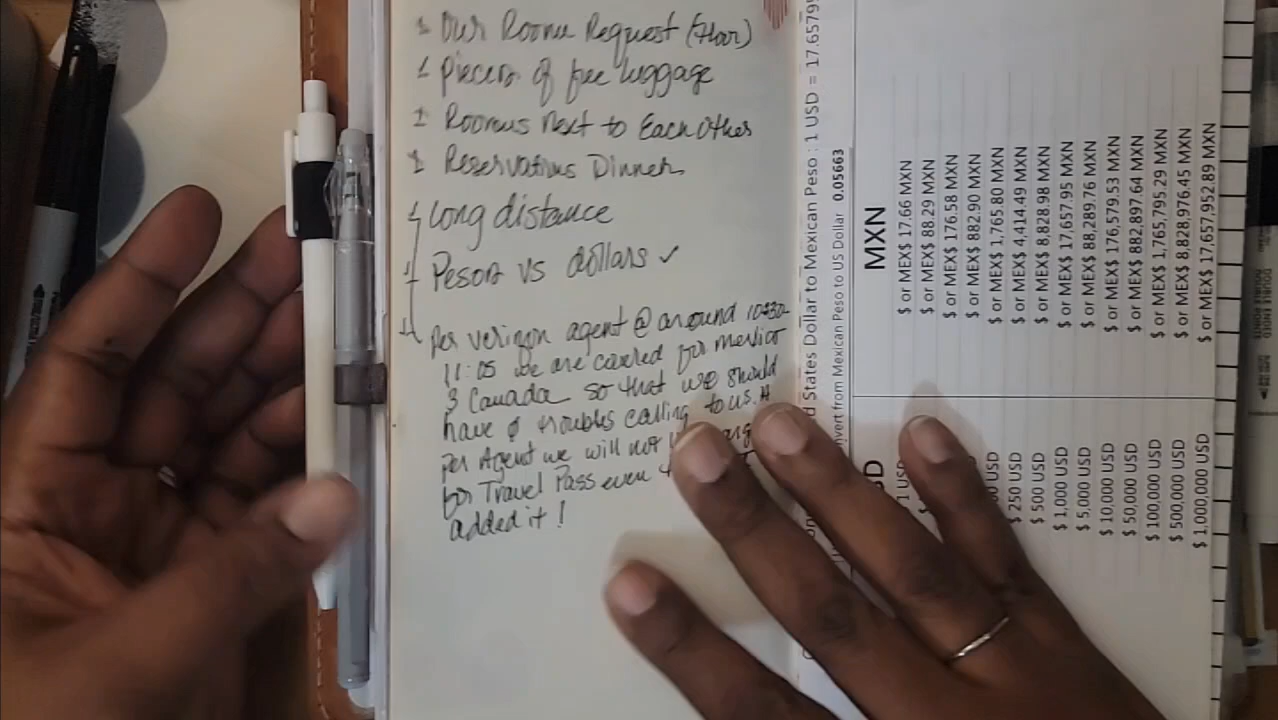 Our Room Request (Floor)
Pieces of free luggage
Rooms Next to Each Other
Reservations Dinner
Long distance
Pesos vs dollars ✓
Per verizon agent @ around 10:30-
11:05 we are covered for mexico
& Canada so that we should
have ø troubles calling to US. #
Per Agent we will not
for Travel Pass even
added it!
d States Dollar to Mexican Peso : 1 USD = 17.6579
nvert from Mexican Peso to US Dollar 0.05663
MXN
$ or MEX$ 17.66 MXN
$ or MEX$ 88.29 MXN
$ or MEX$ 176.58 MXN
$ or MEX$ 882.90 MXN
$ or MEX$ 1,765.80 MXN
$ or MEX$ 4,414.49 MXN
$ or MEX$ 8,828.98 MXN
$ or MEX$ 17,657.95 MXN
$ or MEX$ 88,289.76 MXN
$ or MEX$ 176,579.53 MXN
$ or MEX$ 882,897.64 MXN
$ or MEX$ 1,765,795.29 MXN
$ or MEX$ 8,828,976.45 MXN
$ or MEX$ 17,657,952.89 MXN
$ 1 USD
USD
$ 250 USD
$ 500 USD
$ 1,000 USD
$ 5,000 USD
$ 10,000 USD
$ 50,000 USD
$ 100,000 USD
$ 500,000 USD
$ 1,000,000 USD